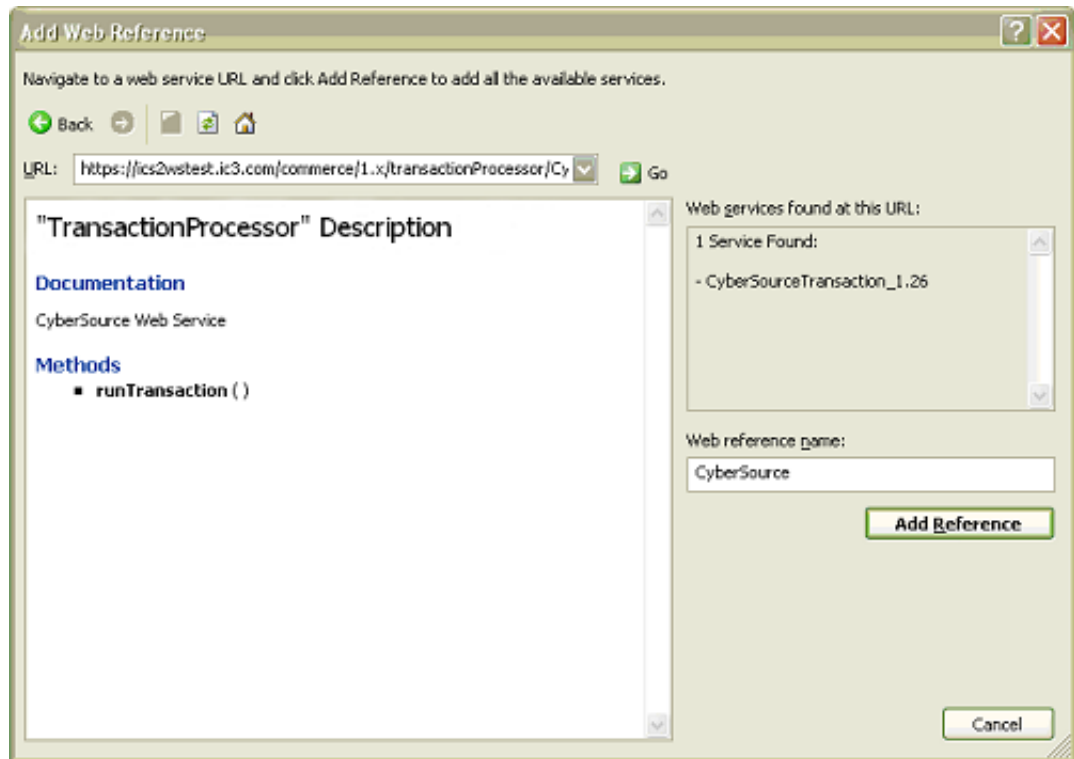 Add Web Reference
Navigate to a web service URL and click Add Reference to add all the available services.
Back
URL: https://ics2wstest.ic3.com/commerce/1.x/transactionProcessor/Cy Go
"TransactionProcessor" Description
Documentation
CyberSource Web Service
Methods
▪ runTransaction ( )
Web services found at this URL:
1 Service Found:
- CyberSourceTransaction_1.26
Web reference name:
CyberSource
Add Reference
Cancel